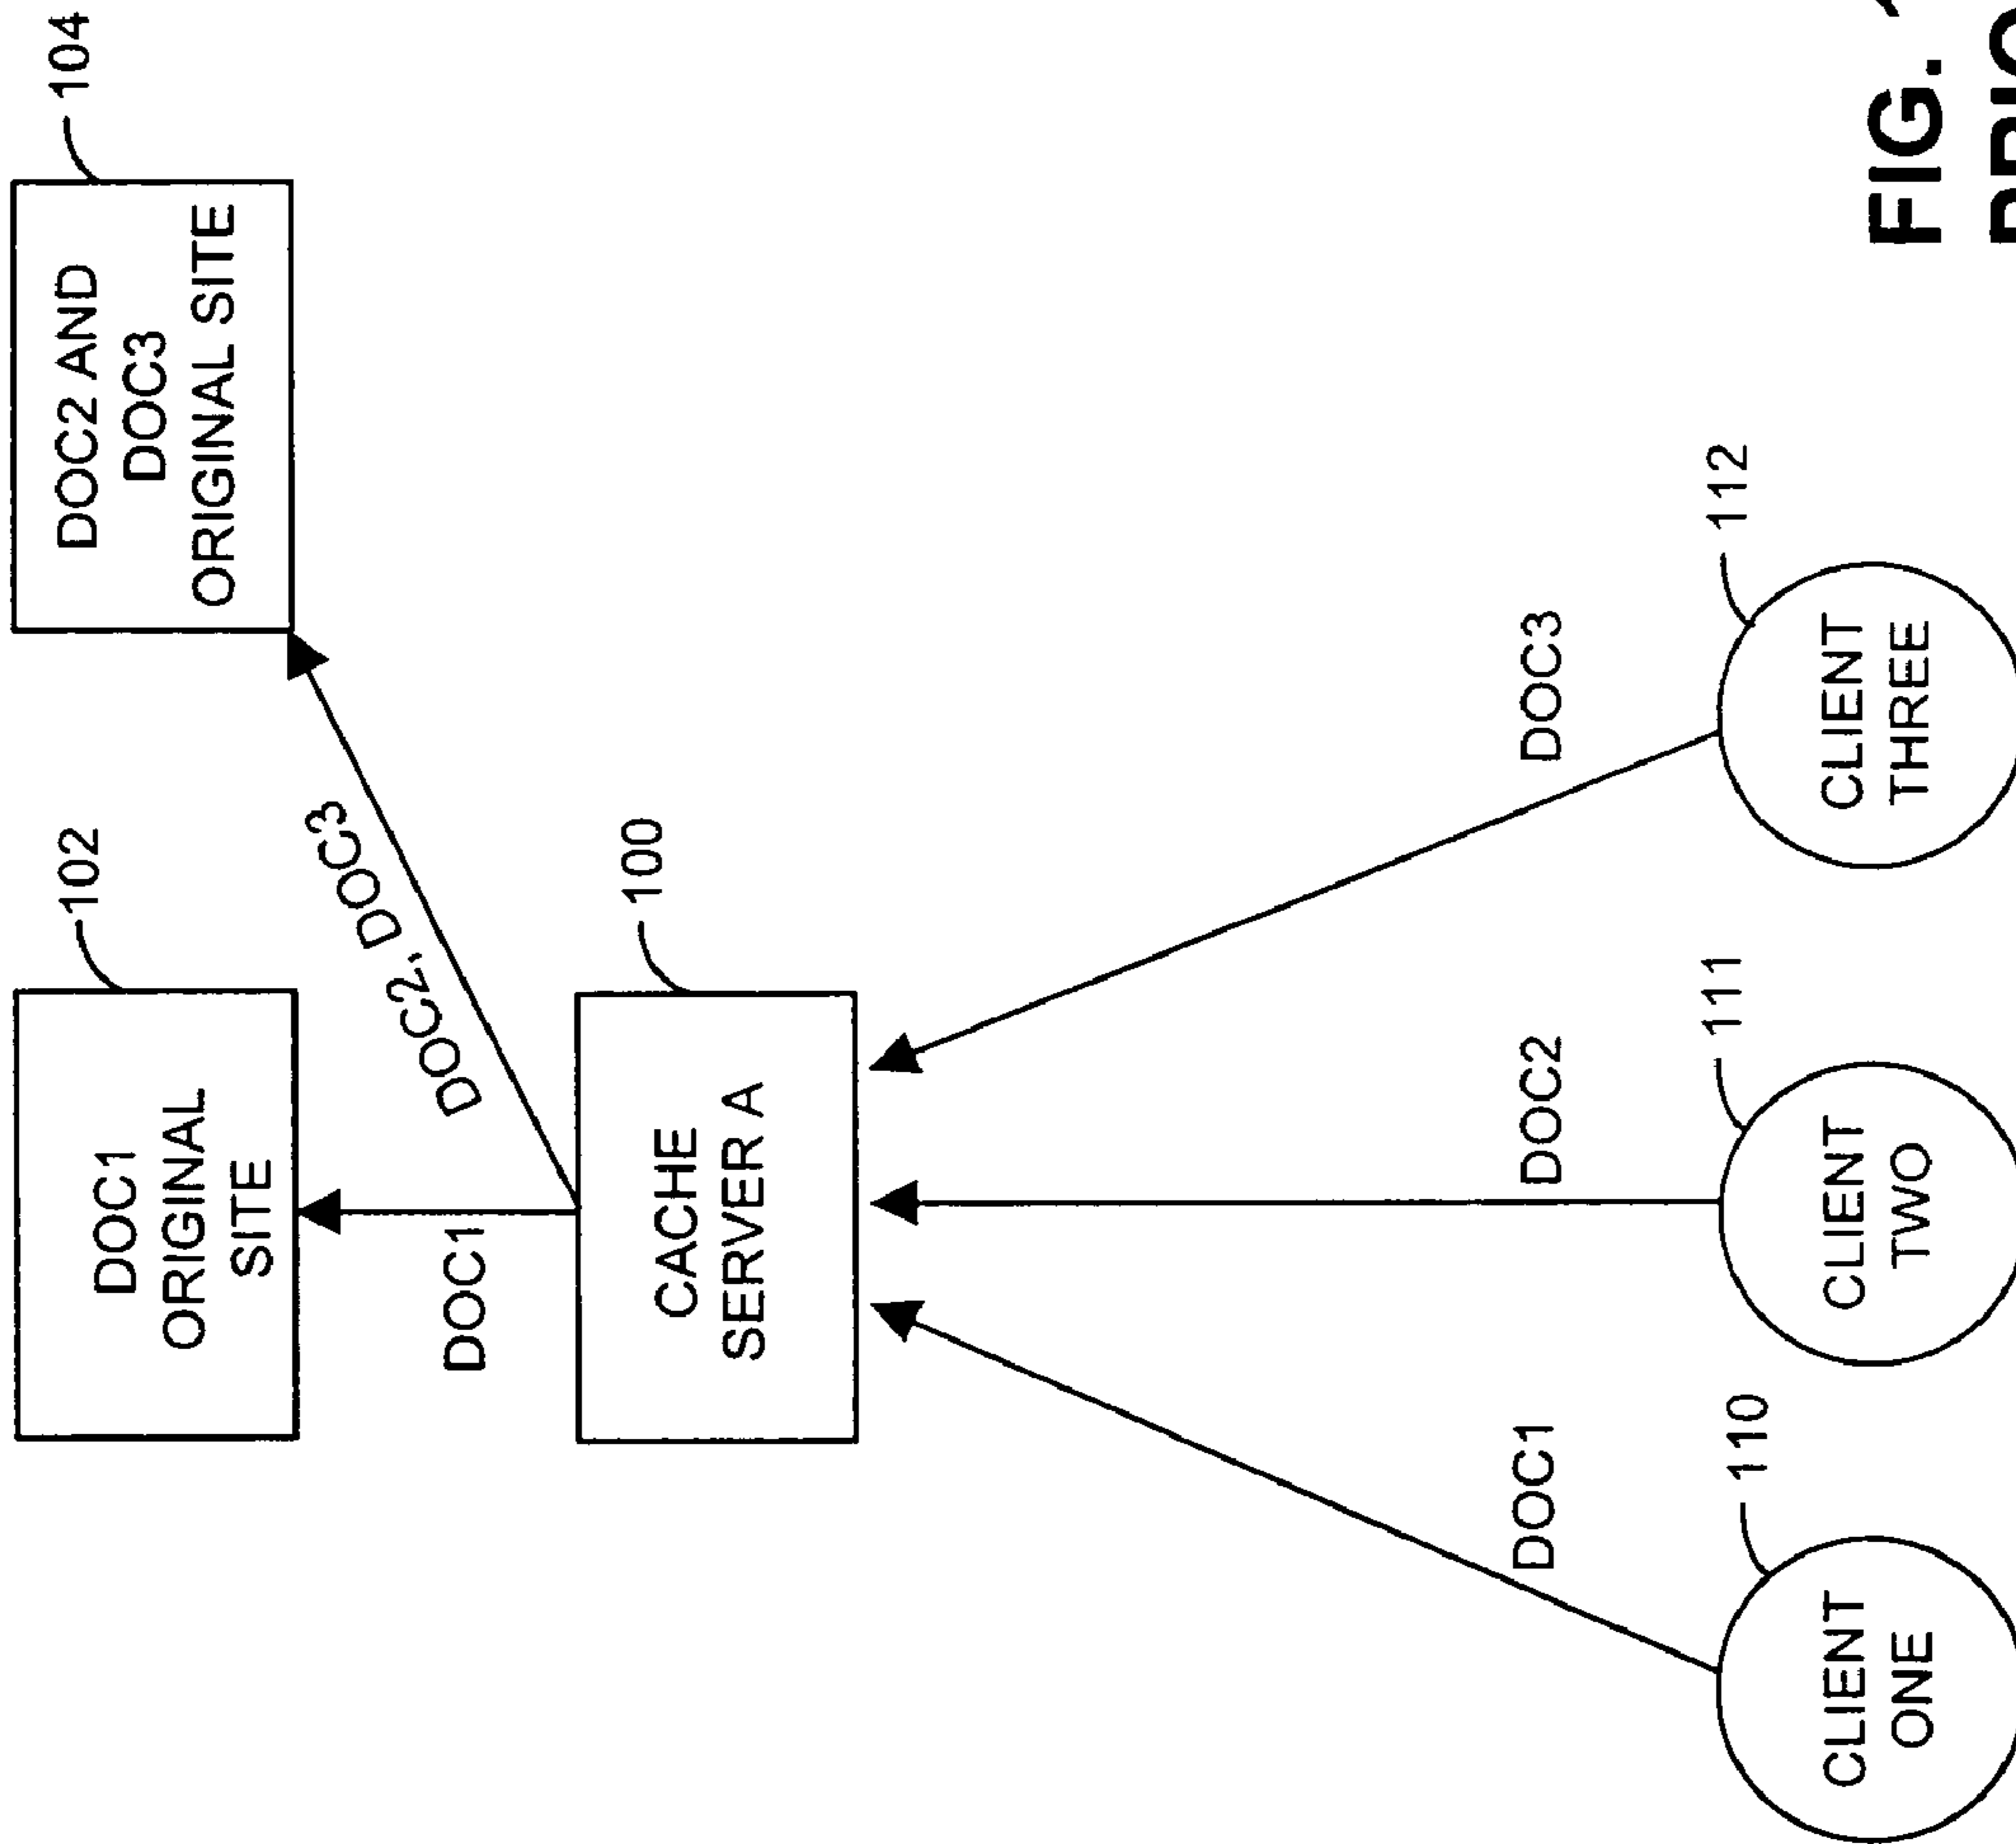 102
104
DOC1
ORIGINAL
SITE
DOC2 AND
DOC3
ORIGINAL SITE
DOC1
DOC2, DOC3
100
CACHE
SERVER A
DOC1
DOC2
DOC3
110
111
112
CLIENT
ONE
CLIENT
TWO
CLIENT
THREE
FIG.